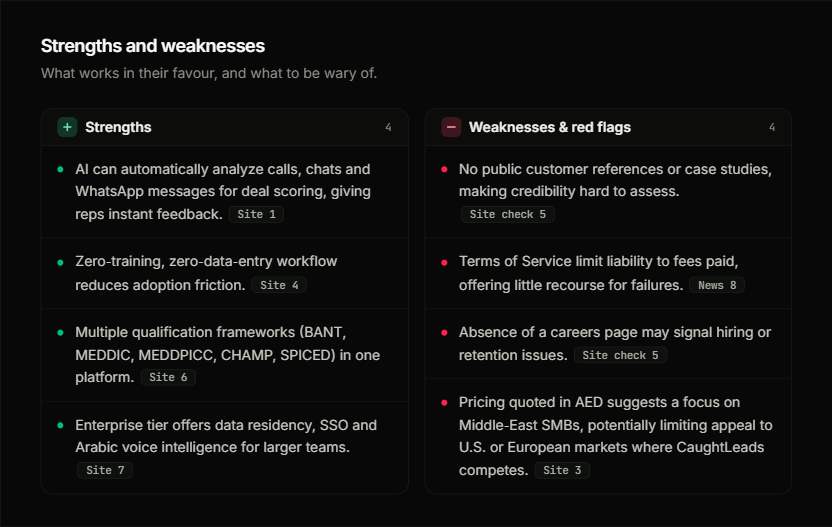 Strengths and weaknesses
What works in their favour, and what to be wary of.
+ Strengths 4
AI can automatically analyze calls, chats and
WhatsApp messages for deal scoring, giving
reps instant feedback. Site 1
Zero-training, zero-data-entry workflow
reduces adoption friction. Site 4
Multiple qualification frameworks (BANT,
MEDDIC, MEDDPICC, CHAMP, SPICED) in one
platform. Site 6
Enterprise tier offers data residency, SSO and
Arabic voice intelligence for larger teams.
Site 7
− Weaknesses & red flags 4
No public customer references or case studies,
making credibility hard to assess.
Site check 5
Terms of Service limit liability to fees paid,
offering little recourse for failures. News 8
Absence of a careers page may signal hiring or
retention issues. Site check 5
Pricing quoted in AED suggests a focus on
Middle-East SMBs, potentially limiting appeal to
U.S. or European markets where CaughtLeads
competes. Site 3